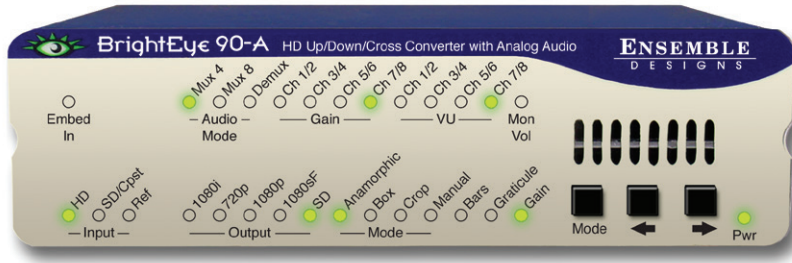 BrightEye 90-A HD Up/Down/Cross Converter with Analog Audio
ENSEMBLE
DESIGNS
Mux 4 Mux 8 Demux Ch 1/2 Ch 3/4 Ch 5/6 Ch 7/8 Ch 1/2 Ch 3/4 Ch 5/6 Ch 7/8
Embed In
Audio Mode
Gain
VU
Mon Vol
HD SD/Cpst Ref 1080i 720p 1080p 1080sF SD Anamorphic Box Crop Manual Bars Graticule Gain
Input
Output
Mode
Mode
Pwr